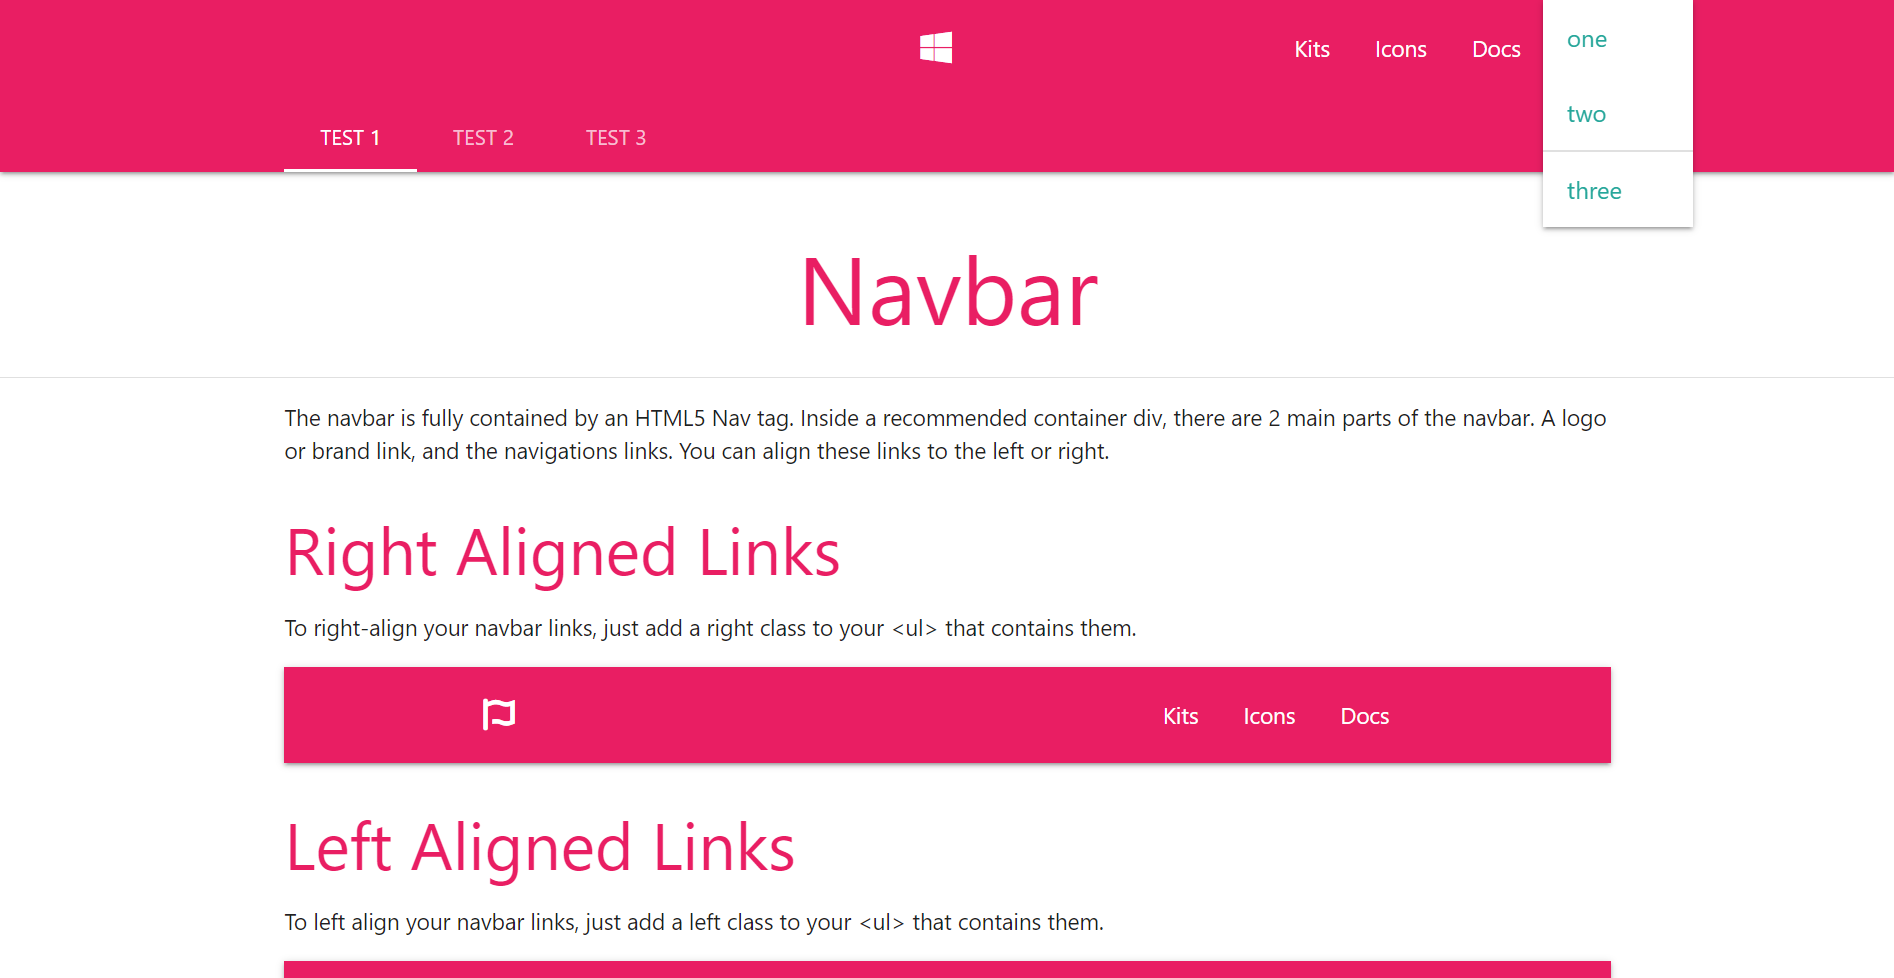 Kits Icons Docs
one
two
three
TEST 1 TEST 2 TEST 3
Navbar
The navbar is fully contained by an HTML5 Nav tag. Inside a recommended container div, there are 2 main parts of the navbar. A logo
or brand link, and the navigations links. You can align these links to the left or right.
Right Aligned Links
To right-align your navbar links, just add a right class to your <ul> that contains them.
Kits Icons Docs
Left Aligned Links
To left align your navbar links, just add a left class to your <ul> that contains them.